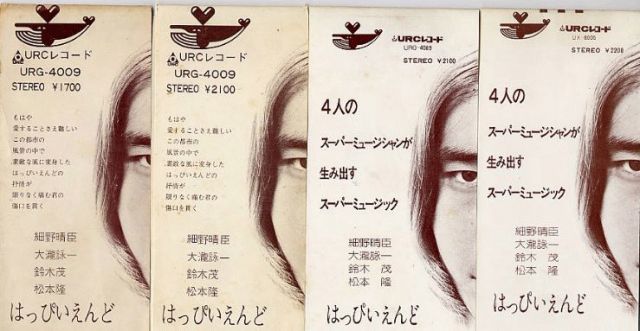 URCレコード
URG-4009
STEREO ¥1700
もはや
愛することさえ難しい
この都市の
風景の中で
素敵な風に変身した
はっぴいえんどの
抒情が
限りなく痛む君の
傷口を貫く
細野晴臣
大瀧詠一
鈴木茂
松本隆
はっぴいえんど
URCレコード
URG-4009
STEREO ¥2100
もはや
愛することさえ難しい
この都市の
風景の中で
素敵な風に変身した
はっぴいえんどの
抒情が
限りなく痛む君の
傷口を貫く
細野晴臣
大瀧詠一
鈴木茂
松本隆
はっぴいえんど
URCレコード
URG-4009
STEREO ¥2100
4人の
スーパーミュージシャンが
生み出す
スーパーミュージック
細野晴臣
大瀧詠一
鈴木 茂
松本 隆
はっぴいえんど
URCレコード
STEREO ¥2200
4人の
スーパーミュージシャンが
生み出す
スーパーミュージック
細野晴臣
大瀧詠一
鈴木 茂
松本 隆
はっぴいえんど